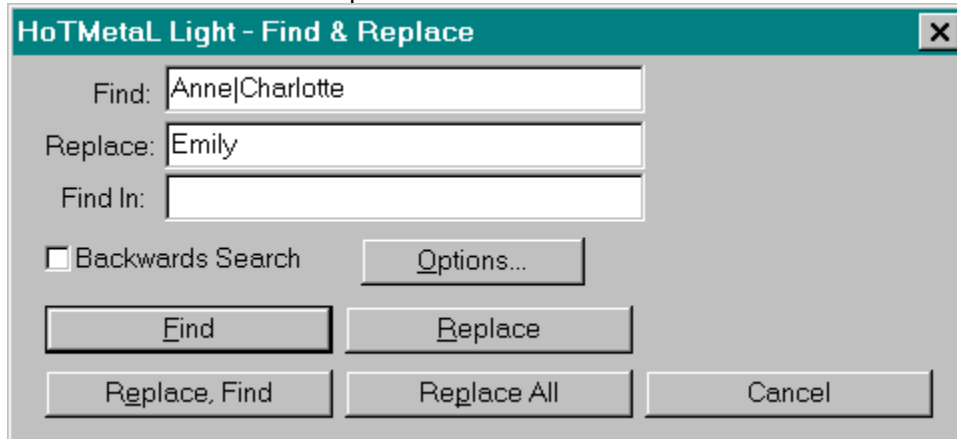 HoTMetaL Light - Find & Replace
Find: Anne|Charlotte
Replace: Emily
Find In:
Backwards Search Options...
Find Replace
Replace, Find Replace All Cancel